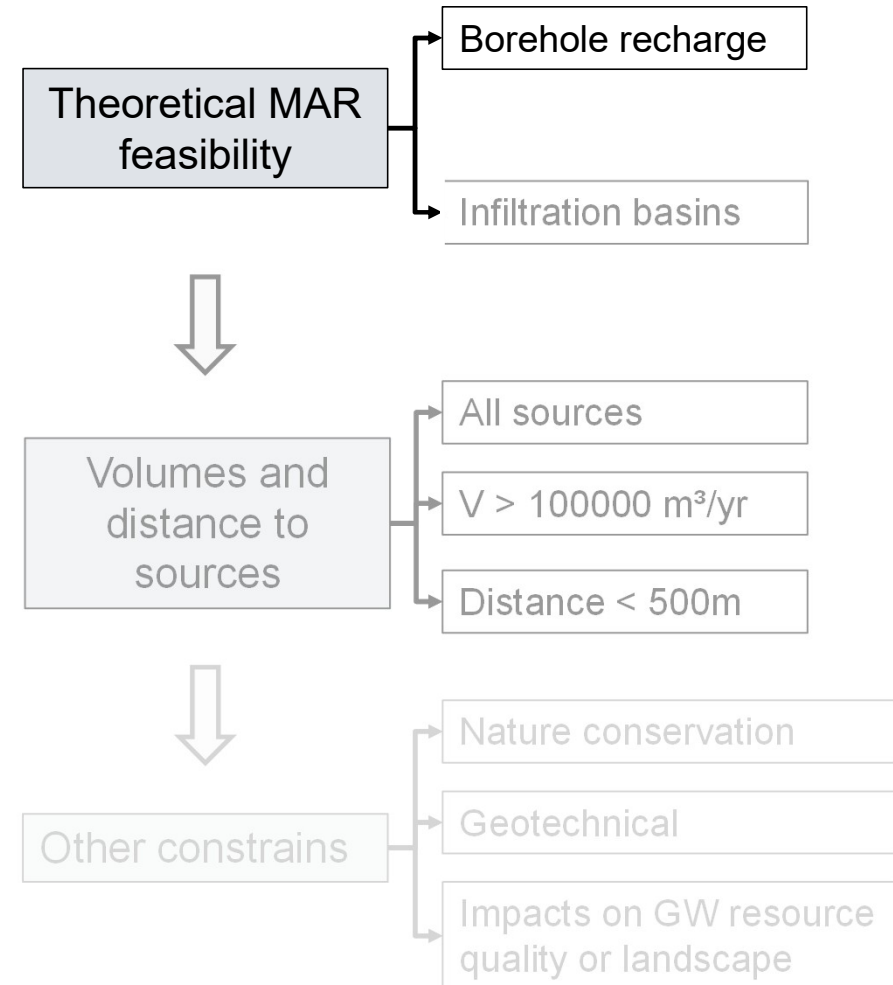 Borehole recharge
Theoretical MAR
feasibility
Infiltration basins
All sources
Volumes and
distance to
sources
V > 100000 m³/yr
Distance < 500m
Nature conservation
Geotechnical
Other constrains
Impacts on GW resource
quality or landscape